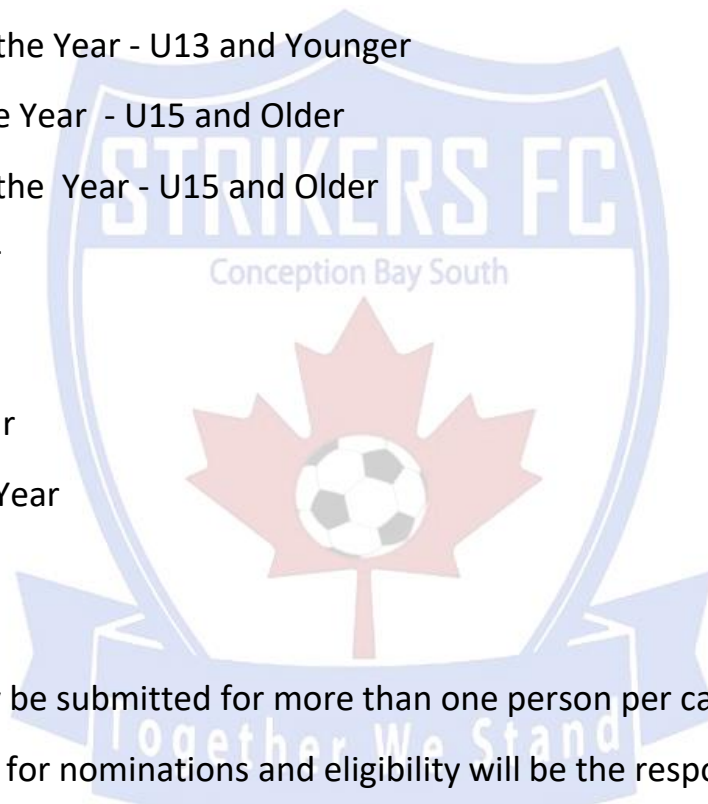 the Year - U13 and Younger
e Year - U15 and Older
the Year - U15 and Older
STRIKERS FC
Conception Bay South
r
Year
be submitted for more than one person per ca
Together We Stand
for nominations and eligibility will be the respo